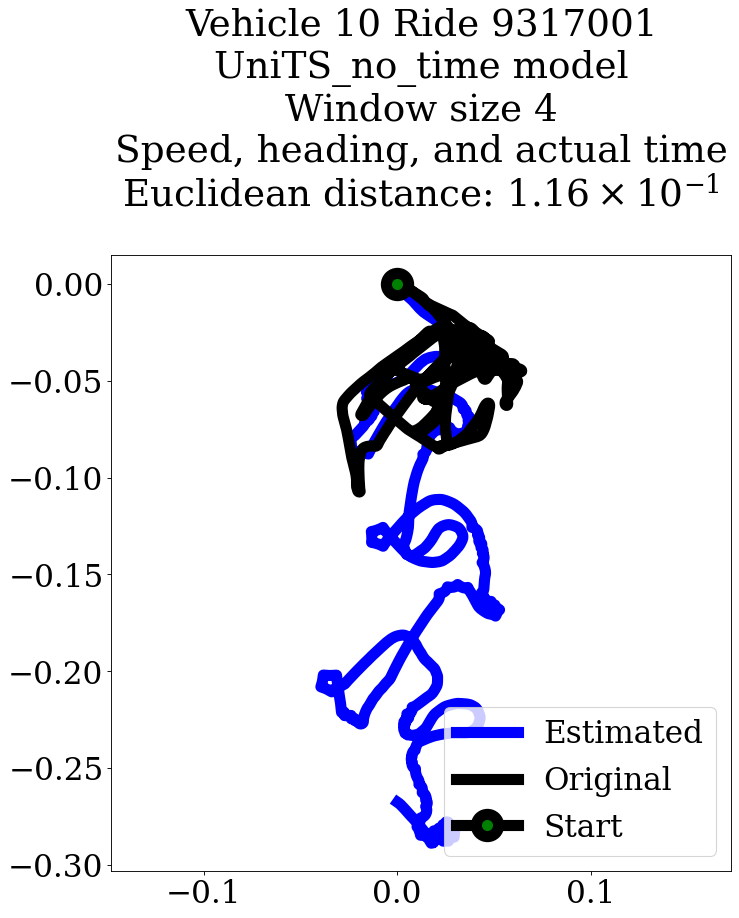 Vehicle 10 Ride 9317001
UniTS_no_time model
Window size 4
Speed, heading, and actual time
Euclidean distance: 1.16 × 10⁻¹
0.00
−0.05
−0.10
−0.15
−0.20
−0.25
−0.30
−0.1
0.0
0.1
Estimated
Original
Start